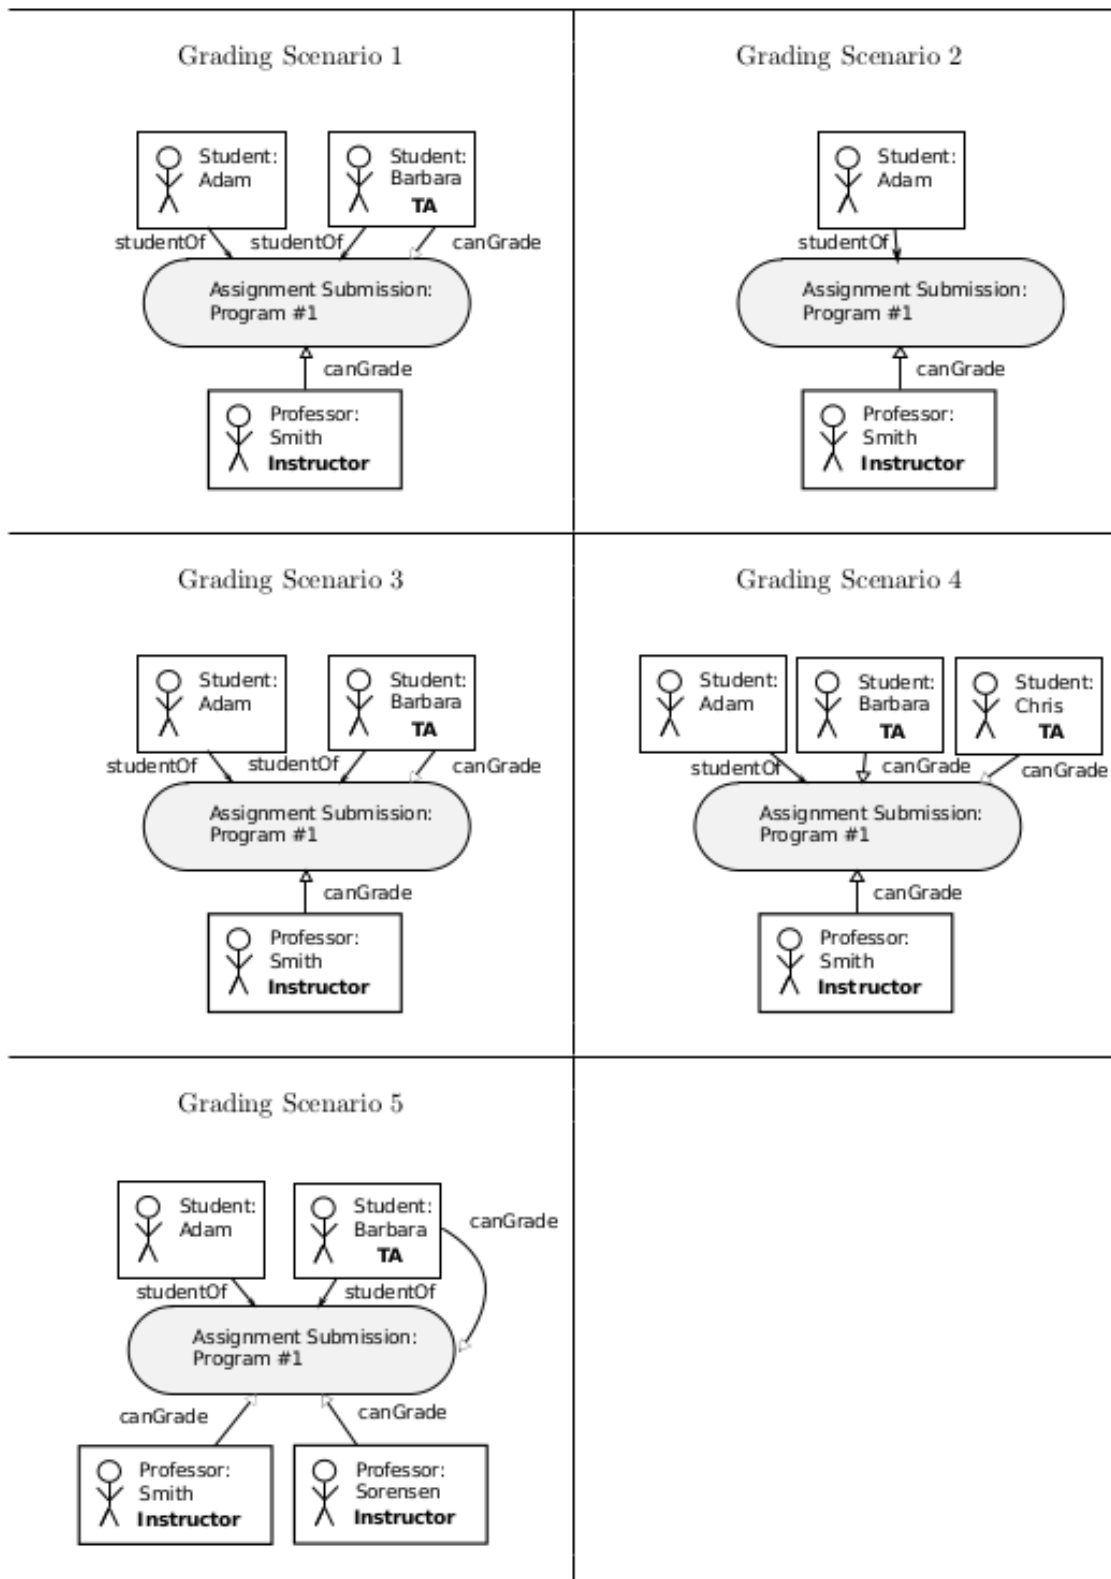 Grading Scenario 1
Student:
Adam
Student:
Barbara
TA
studentOf
studentOf
canGrade
Assignment Submission:
Program #1
canGrade
Professor:
Smith
Instructor
Grading Scenario 2
Student:
Adam
studentOf
Assignment Submission:
Program #1
canGrade
Professor:
Smith
Instructor
Grading Scenario 3
Student:
Adam
Student:
Barbara
TA
studentOf
studentOf
canGrade
Assignment Submission:
Program #1
canGrade
Professor:
Smith
Instructor
Grading Scenario 4
Student:
Adam
Student:
Barbara
TA
Student:
Chris
TA
studentOf
canGrade
canGrade
Assignment Submission:
Program #1
canGrade
Professor:
Smith
Instructor
Grading Scenario 5
Student:
Adam
Student:
Barbara
TA
canGrade
studentOf
studentOf
Assignment Submission:
Program #1
canGrade
canGrade
Professor:
Smith
Instructor
Professor:
Sorensen
Instructor